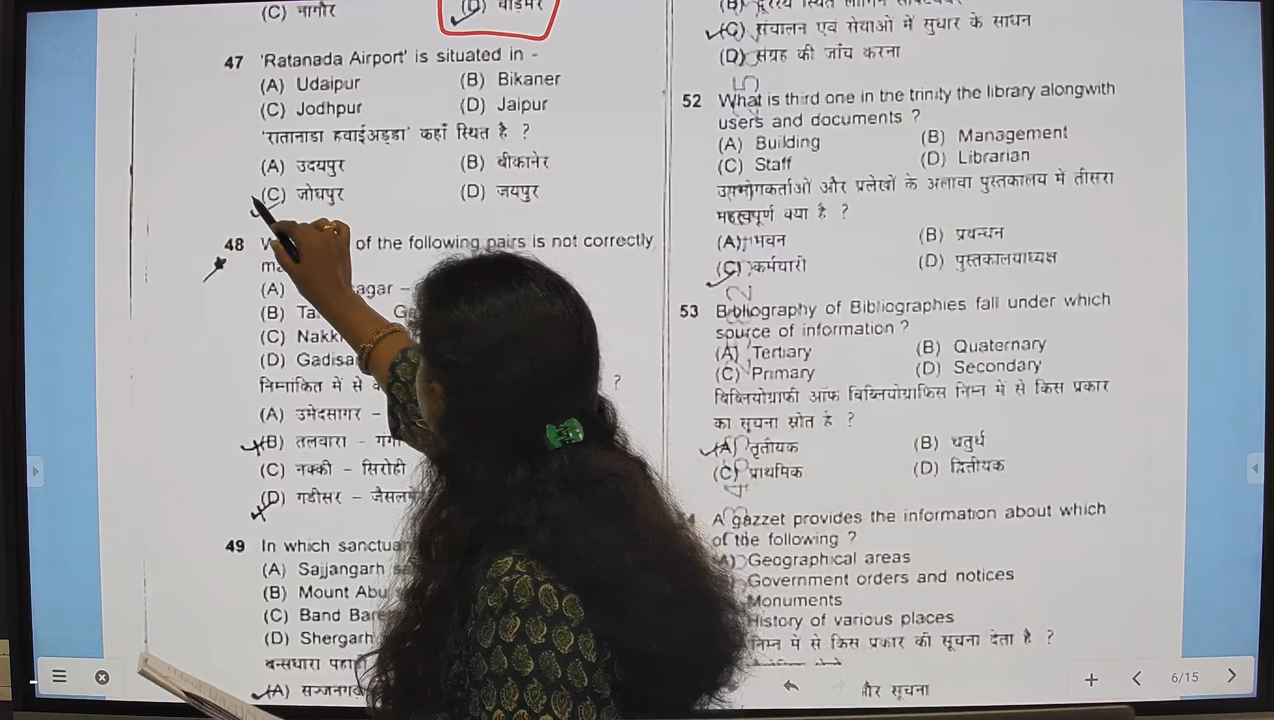 (C) नागौर
(D) बाड़मेर
47 'Ratanada Airport' is situated in -
(A) Udaipur
(B) Bikaner
(C) Jodhpur
(D) Jaipur
'रातानाडा हवाईअड्डा' कहाँ स्थित है ?
(A) उदयपुर
(B) बीकानेर
(C) जोधपुर
(D) जयपुर
48 of the following pairs is not correctly
(A) agar –
(B)
(C) Nakk
(D) Gadisa
निम्नांकित में से ?
(A) उमेदसागर –
(B) तलवारा –
(C) नक्की – सिरोही
(D) गडीसर –
49 In which
(A) Sajjangarh
(B) Mount Abu
(C) Band
(D) Shergarh
बन्सधारा
(A)
(C) संचालन एवं सेवाओं में सुधार के साधन
(D) संग्रह की जाँच करना
52 What is third one in the trinity the library alongwith
users and documents ?
(A) Building
(B) Management
(C) Staff
(D) Librarian
उपभोगकर्ताओं और प्रलेखों के अलावा पुस्तकालय में तीसरा
महत्वपूर्ण क्या है ?
(A) भवन
(B) प्रबन्धन
(C) कर्मचारी
(D) पुस्तकालयाध्यक्ष
53 Bibliography of Bibliographies fall under which
source of information ?
(A) Tertiary
(B) Quaternary
(C) Primary
(D) Secondary
बिब्लियोग्राफी ऑफ बिब्लियोग्राफिस निम्न में से किस प्रकार
का सूचना स्रोत है ?
(A) तृतीयक
(B) चतुर्थ
(C) प्राथमिक
(D) द्वितीयक
A gazzet provides the information about which
of the following ?
Geographical areas
Government orders and notices
Monuments
History of various places
निम्न में से किस प्रकार की सूचना देता है ?
और सूचना
6/15